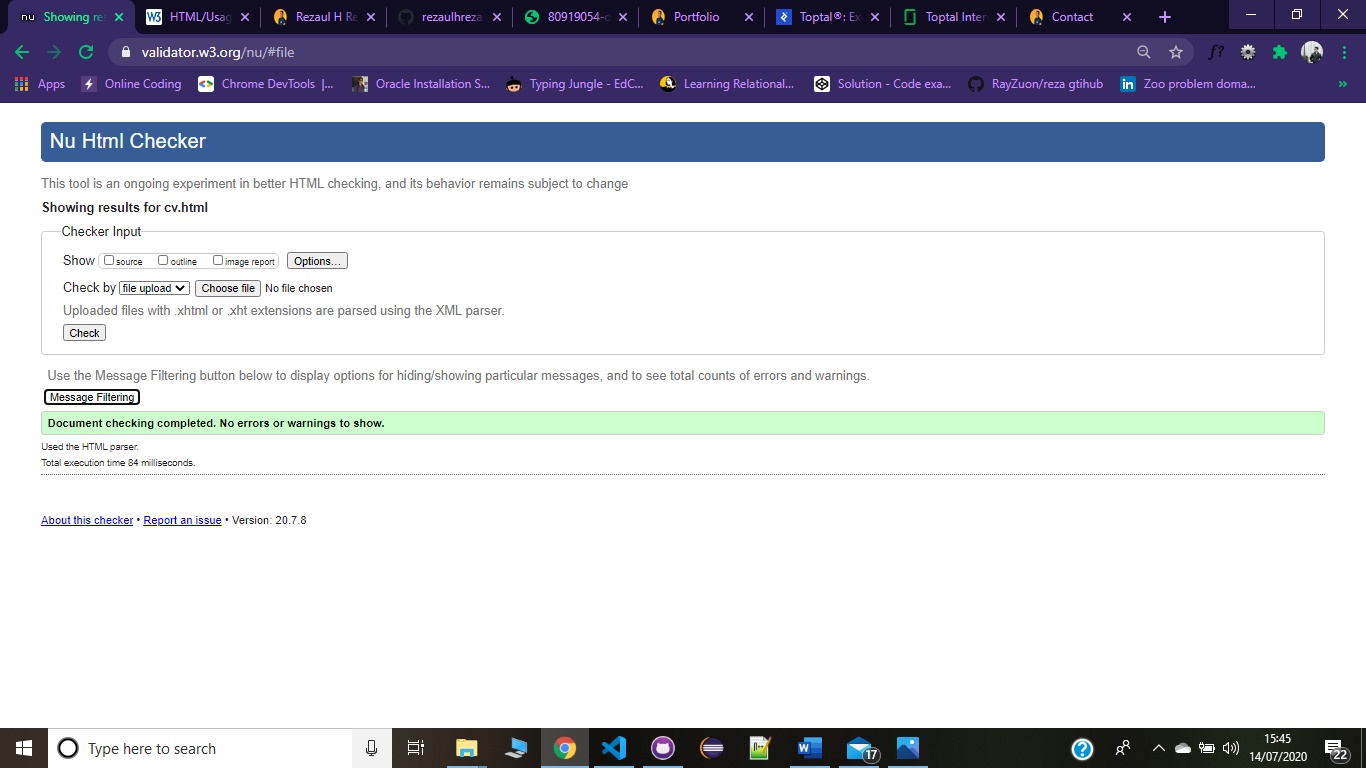 nu Showing re HTML/Usag Rezaul H Re rezaulhreza 80919054-d Portfolio Toptal®: Ex Toptal Inter Contact
validator.w3.org/nu/#file
Apps Online Coding Chrome DevTools |... Oracle Installation S... Typing Jungle - EdC... Learning Relational... Solution - Code exa... RayZuon/reza gtihub Zoo problem doma...
Nu Html Checker
This tool is an ongoing experiment in better HTML checking, and its behavior remains subject to change
Showing results for cv.html
Checker Input
Show source outline image report Options...
Check by file upload Choose file No file chosen
Uploaded files with .xhtml or .xht extensions are parsed using the XML parser.
Check
Use the Message Filtering button below to display options for hiding/showing particular messages, and to see total counts of errors and warnings.
Message Filtering
Document checking completed. No errors or warnings to show.
Used the HTML parser.
Total execution time 84 milliseconds.
About this checker • Report an issue • Version: 20.7.8
Type here to search
17
15:45
14/07/2020
22